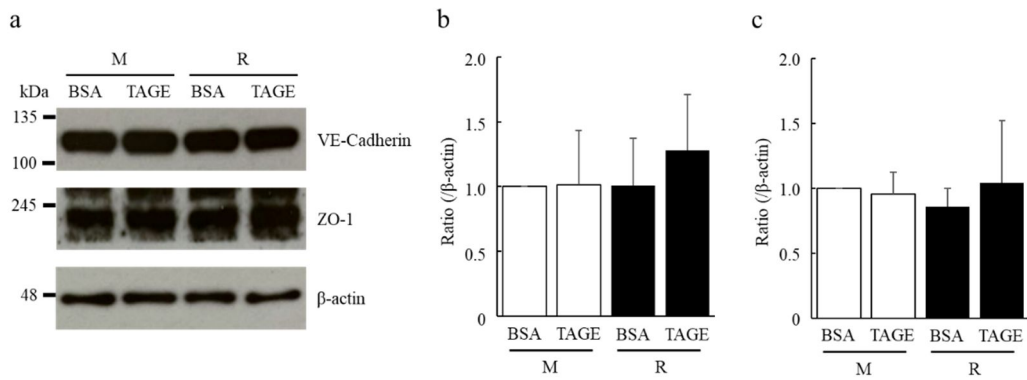 a
M R
kDa BSA TAGE BSA TAGE
135
VE-Cadherin
100
245
ZO-1
48
β-actin
b
2.0
1.5
1.0
0.5
0
Ratio (/β-actin)
BSA TAGE BSA TAGE
M R
c
2.0
1.5
1.0
0.5
0
Ratio (/β-actin)
BSA TAGE BSA TAGE
M R